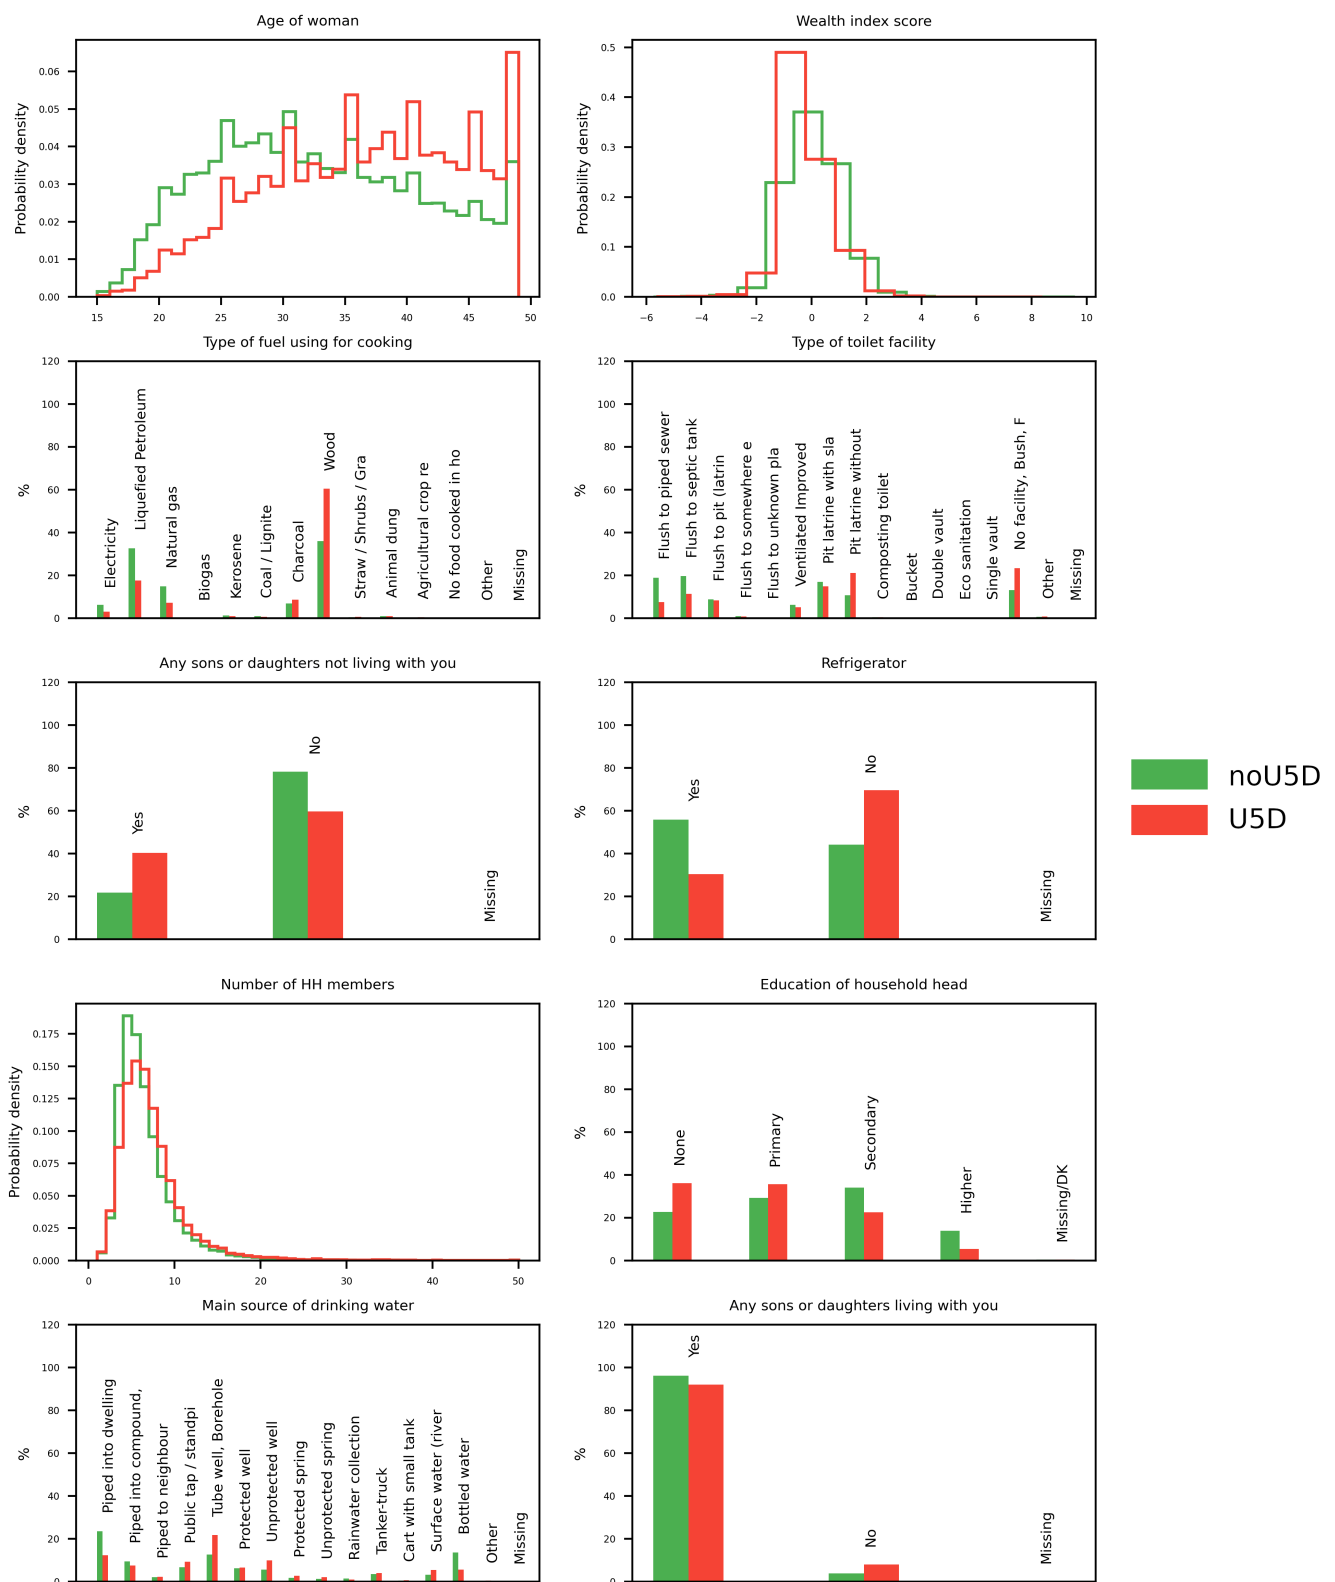 Age of woman
Probability density
0.06
0.05
0.04
0.03
0.02
0.01
0.00
15
20
25
30
35
40
45
50
Wealth index score
Probability density
0.5
0.4
0.3
0.2
0.1
0.0
−6
−4
−2
0
2
4
6
8
10
Type of fuel using for cooking
%
120
100
80
60
40
20
0
Electricity
Liquefied Petroleum
Natural gas
Biogas
Kerosene
Coal / Lignite
Charcoal
Wood
Straw / Shrubs / Gra
Animal dung
Agricultural crop re
No food cooked in ho
Other
Missing
Type of toilet facility
%
120
100
80
60
40
20
0
Flush to piped sewer
Flush to septic tank
Flush to pit (latrin
Flush to somewhere e
Flush to unknown pla
Ventilated Improved
Pit latrine with sla
Pit latrine without
Composting toilet
Bucket
Double vault
Eco sanitation
Single vault
No facility, Bush, F
Other
Missing
Any sons or daughters not living with you
%
120
100
80
60
40
20
0
Yes
No
Missing
Refrigerator
%
120
100
80
60
40
20
0
Yes
No
Missing
noU5D
U5D
Number of HH members
Probability density
0.175
0.150
0.125
0.100
0.075
0.050
0.025
0.000
0
10
20
30
40
50
Education of household head
%
120
100
80
60
40
20
0
None
Primary
Secondary
Higher
Missing/DK
Main source of drinking water
%
120
100
80
60
40
20
0
Piped into dwelling
Piped into compound,
Piped to neighbour
Public tap / standpi
Tube well, Borehole
Protected well
Unprotected well
Protected spring
Unprotected spring
Rainwater collection
Tanker-truck
Cart with small tank
Surface water (river
Bottled water
Other
Missing
Any sons or daughters living with you
%
120
100
80
60
40
20
0
Yes
No
Missing